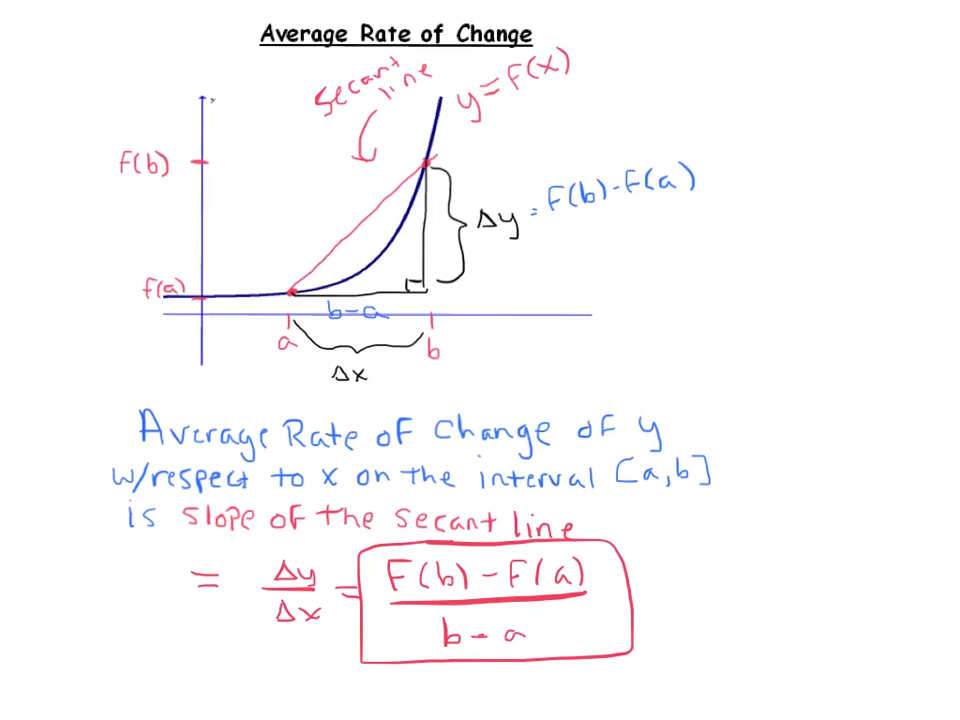 Average Rate of Change
Secant
line
y = F(x)
F(b)
Δy = F(b)-F(a)
f(a)
b-a
a
b
Δx
Average Rate of Change of y
w/respect to x on the interval [a,b]
is slope of the secant line
= Δy/Δx = F(b)-F(a)/b-a